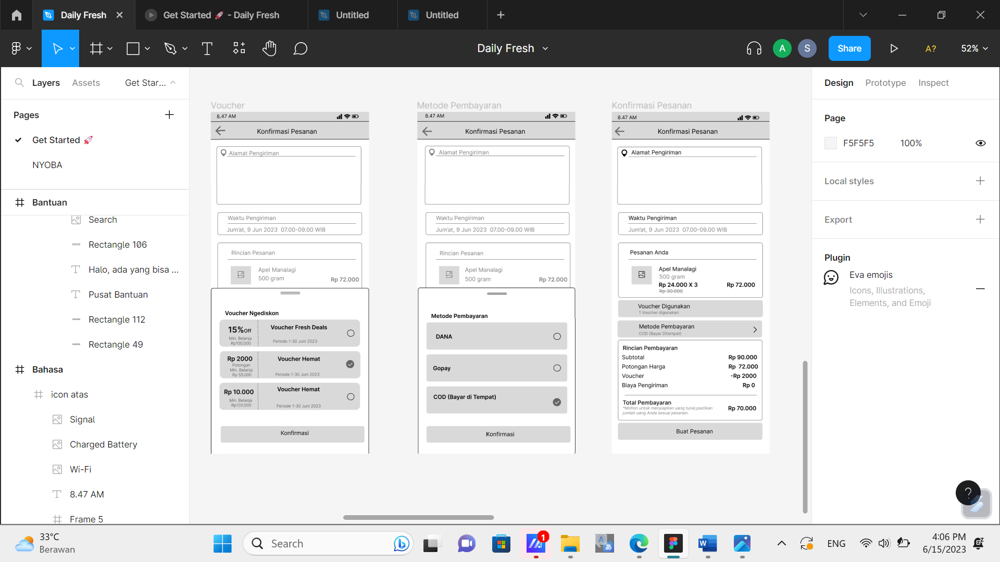 Daily Fresh
Get Started 🚀 - Daily Fresh
Untitled
Untitled
Daily Fresh
A
S
Share
A?
52%
Layers
Assets
Get Star...
Pages
Get Started 🚀
NYOBA
Bantuan
Search
Rectangle 106
Halo, ada yang bisa ...
Pusat Bantuan
Rectangle 112
Rectangle 49
Bahasa
icon atas
Signal
Charged Battery
Wi-Fi
8.47 AM
Frame 5
Voucher
8.47 AM
Konfirmasi Pesanan
Alamat Pengiriman
Waktu Pengiriman
Jum'at, 9 Jun 2023 07.00-09.00 WIB
Rincian Pesanan
Apel Manalagi
500 gram
Rp 72.000
Voucher Ngediskon
15%Off
Min. Belanja
Rp100.000
Voucher Fresh Deals
Periode 1-30 Juni 2023
Rp 2000
Potongan
Min. Belanja
Rp 55.000
Voucher Hemat
Periode 1-30 Juni 2023
Rp 10.000
Min. Belanja
Rp120.000
Voucher Hemat
Periode 1-30 Juni 2023
Konfirmasi
Metode Pembayaran
8.47 AM
Konfirmasi Pesanan
Alamat Pengiriman
Waktu Pengiriman
Jum'at, 9 Jun 2023 07.00-09.00 WIB
Rincian Pesanan
Apel Manalagi
500 gram
Rp 72.000
Metode Pembayaran
DANA
Gopay
COD (Bayar di Tempat)
Konfirmasi
Konfirmasi Pesanan
8.47 AM
Konfirmasi Pesanan
Alamat Pengiriman
Waktu Pengiriman
Jum'at, 9 Jun 2023 07.00-09.00 WIB
Pesanan Anda
Apel Manalagi
500 gram
Rp 24.000 X 3
Rp 72.000
Rp 30.000
Voucher Digunakan
1 Voucher digunakan
Metode Pembayaran
COD (Bayar Ditempat)
Rincian Pembayaran
Subtotal Rp 90.000
Potongan Harga Rp 72.000
Voucher -Rp 2000
Biaya Pengiriman Rp 0
Total Pembayaran
*Mohon untuk menyiapkan uang tunai,pastikan
jumlah uang Anda sesuai pesanan.
Rp 70.000
Buat Pesanan
Design
Prototype
Inspect
Page
F5F5F5
100%
Local styles
Export
Plugin
Eva emojis
Icons, Illustrations,
Elements, and Emoji
?
33°C
Berawan
Search
1
ENG
4:06 PM
6/15/2023